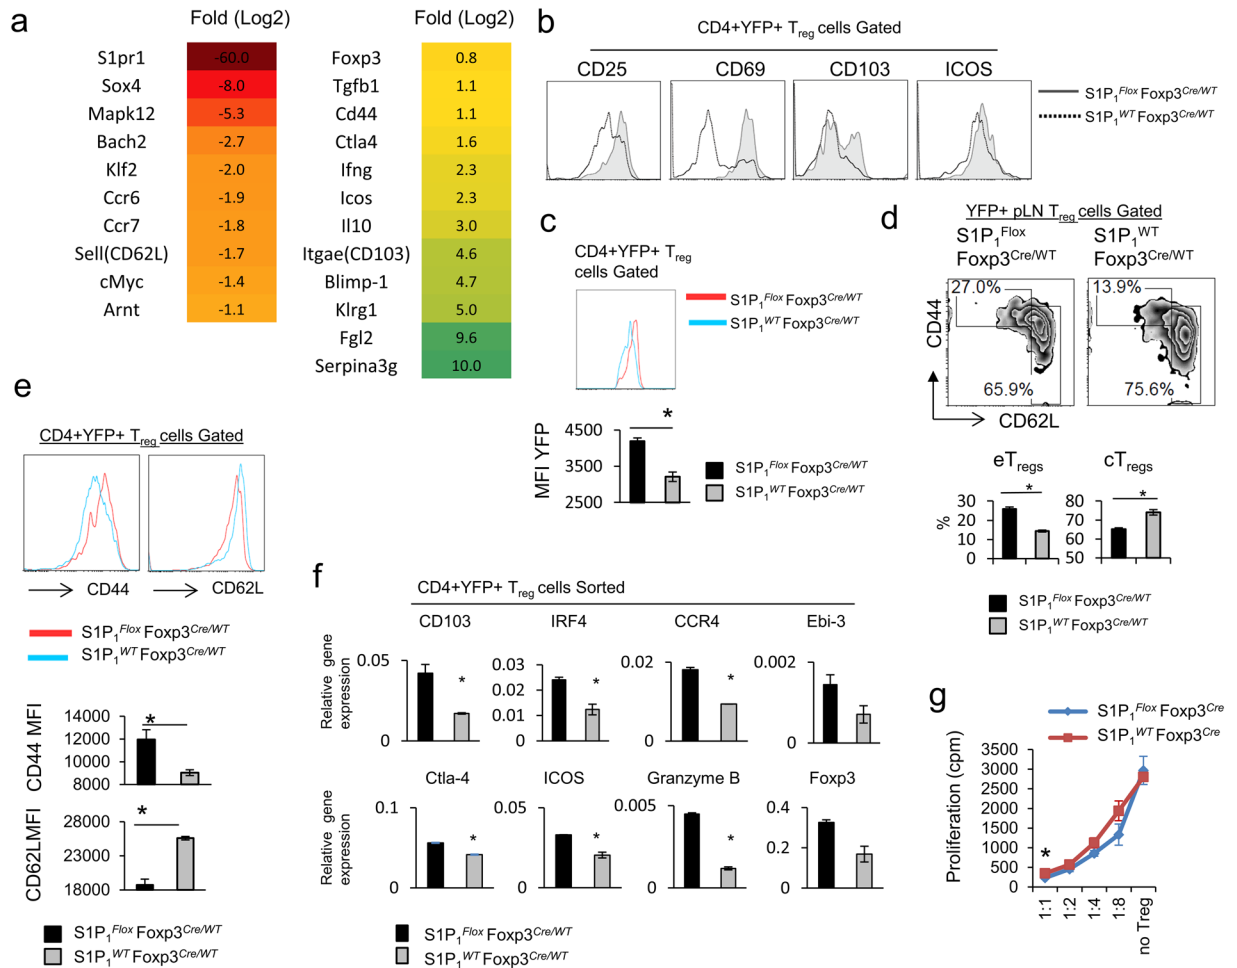 a
Fold (Log2)
S1pr1 -60.0
Sox4 -8.0
Mapk12 -5.3
Bach2 -2.7
Klf2 -2.0
Ccr6 -1.9
Ccr7 -1.8
Sell(CD62L) -1.7
cMyc -1.4
Arnt -1.1
Fold (Log2)
Foxp3 0.8
Tgfb1 1.1
Cd44 1.1
Ctla4 1.6
Ifng 2.3
Icos 2.3
Il10 3.0
Itgae(CD103) 4.6
Blimp-1 4.7
Klrg1 5.0
Fgl2 9.6
Serpina3g 10.0
b
CD4+YFP+ Treg cells Gated
CD25 CD69 CD103 ICOS
S1P1Flox Foxp3Cre/WT
S1P1WT Foxp3Cre/WT
c
CD4+YFP+ Treg
cells Gated
S1P1Flox Foxp3Cre/WT
S1P1WT Foxp3Cre/WT
*
MFI YFP
4500
3500
2500
S1P1Flox Foxp3Cre/WT
S1P1WT Foxp3Cre/WT
d
YFP+ pLN Treg cells Gated
S1P1Flox
Foxp3Cre/WT
S1P1WT
Foxp3Cre/WT
27.0%
65.9%
13.9%
75.6%
CD44
CD62L
eTregs
*
%
30
20
10
0
cTregs
*
80
70
60
50
S1P1Flox Foxp3Cre/WT
S1P1WT Foxp3Cre/WT
e
CD4+YFP+ Treg cells Gated
CD44
CD62L
S1P1Flox Foxp3Cre/WT
S1P1WT Foxp3Cre/WT
CD44 MFI
14000
12000
10000
8000
*
CD62LMFI
28000
23000
18000
*
S1P1Flox Foxp3Cre/WT
S1P1WT Foxp3Cre/WT
f
CD4+YFP+ Treg cells Sorted
CD103 IRF4 CCR4 Ebi-3
Relative gene
expression
0.05
0
*
0.03
0.02
0.01
0
*
0.02
0
*
0.002
0
Ctla-4 ICOS Granzyme B Foxp3
Relative gene
expression
0.1
0
*
0.05
0
*
0.005
0
*
0.4
0.2
0
S1P1Flox Foxp3Cre/WT
S1P1WT Foxp3Cre/WT
g
S1P1Flox Foxp3Cre
S1P1WT Foxp3Cre
Proliferation (cpm)
3500
3000
2500
2000
1500
1000
500
0
*
1:1
1:2
1:4
1:8
no Treg